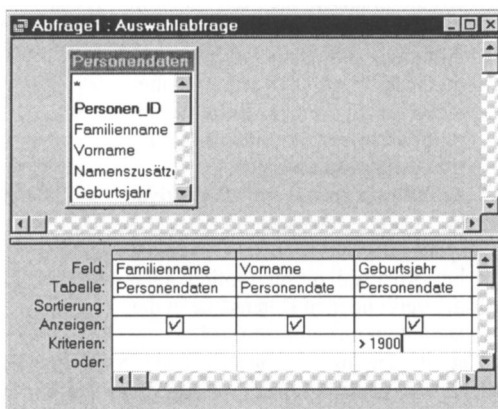 Abfrage1 : Auswahlabfrage
Personendaten
*
Personen_ID
Familienname
Vorname
Namenszusätz
Geburtsjahr
Feld: Familienname Vorname Geburtsjahr
Tabelle: Personendaten Personendate Personendate
Sortierung:
Anzeigen:
Kriterien: > 1900
oder: